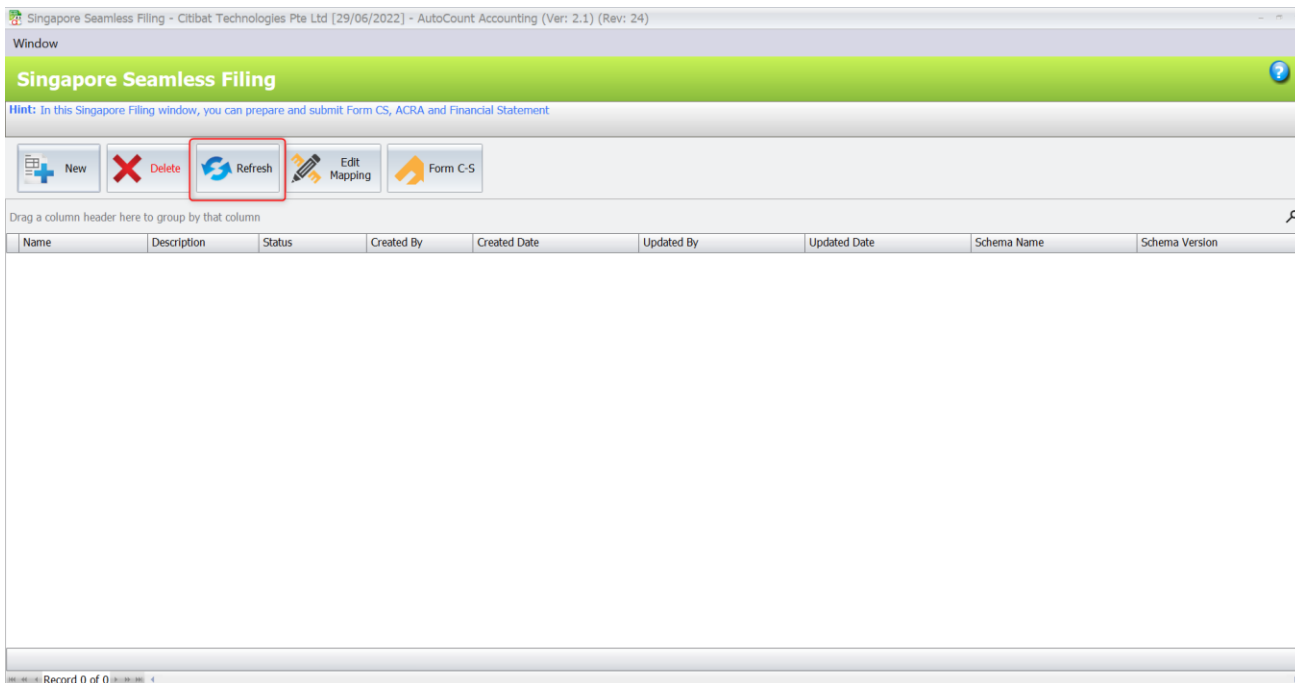 Singapore Seamless Filing - Citibat Technologies Pte Ltd [29/06/2022] - AutoCount Accounting (Ver: 2.1) (Rev: 24)
Window
Singapore Seamless Filing
Hint: In this Singapore Filing window, you can prepare and submit Form CS, ACRA and Financial Statement
New Delete Refresh Edit Mapping Form C-S
Drag a column header here to group by that column
Name Description Status Created By Created Date Updated By Updated Date Schema Name Schema Version
Record 0 of 0